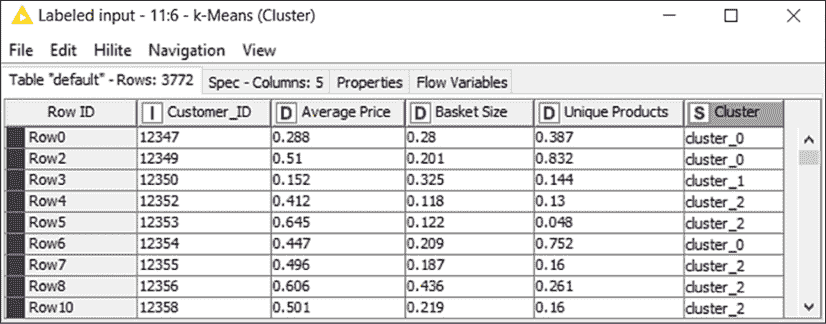 Labeled input - 11:6 - k-Means (Cluster)
File Edit Hilite Navigation View
Table "default" - Rows: 3772 Spec - Columns: 5 Properties Flow Variables
Row ID I Customer_ID D Average Price D Basket Size D Unique Products S Cluster
Row0 12347 0.288 0.28 0.387 cluster_0
Row2 12349 0.51 0.201 0.832 cluster_0
Row3 12350 0.152 0.325 0.144 cluster_1
Row4 12352 0.412 0.118 0.13 cluster_2
Row5 12353 0.645 0.122 0.048 cluster_2
Row6 12354 0.447 0.209 0.752 cluster_0
Row7 12355 0.496 0.187 0.16 cluster_2
Row8 12356 0.606 0.436 0.261 cluster_2
Row10 12358 0.501 0.219 0.16 cluster_2